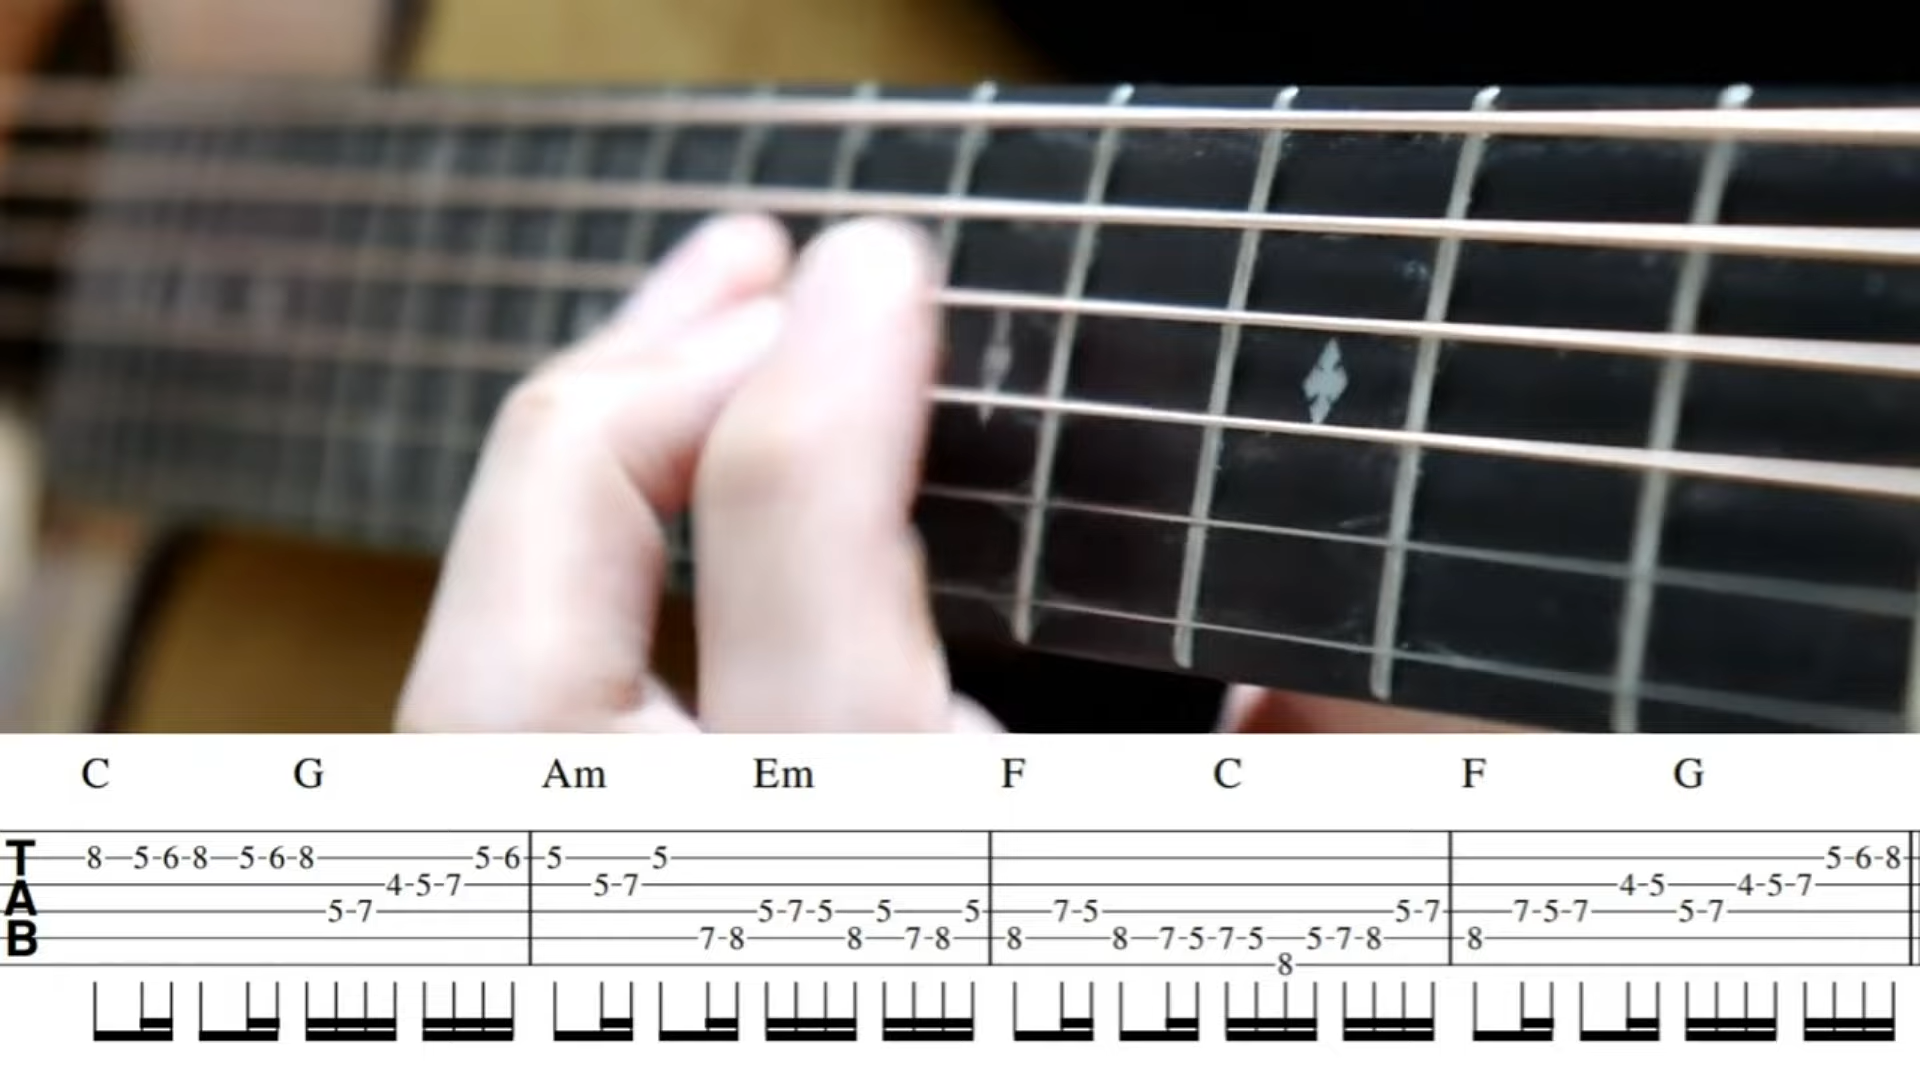 C G Am Em F C F G
T 8 5-6-8 5-6-8 5-6 5 5 5-6-8
A 4-5-7 5-7 4-5 4-5-7
5-7 5-7-5 5 5 7-5 5-7 7-5-7 5-7
B 7-8 8 7-8 8 8 7-5-7-5 5-7-8 8
8